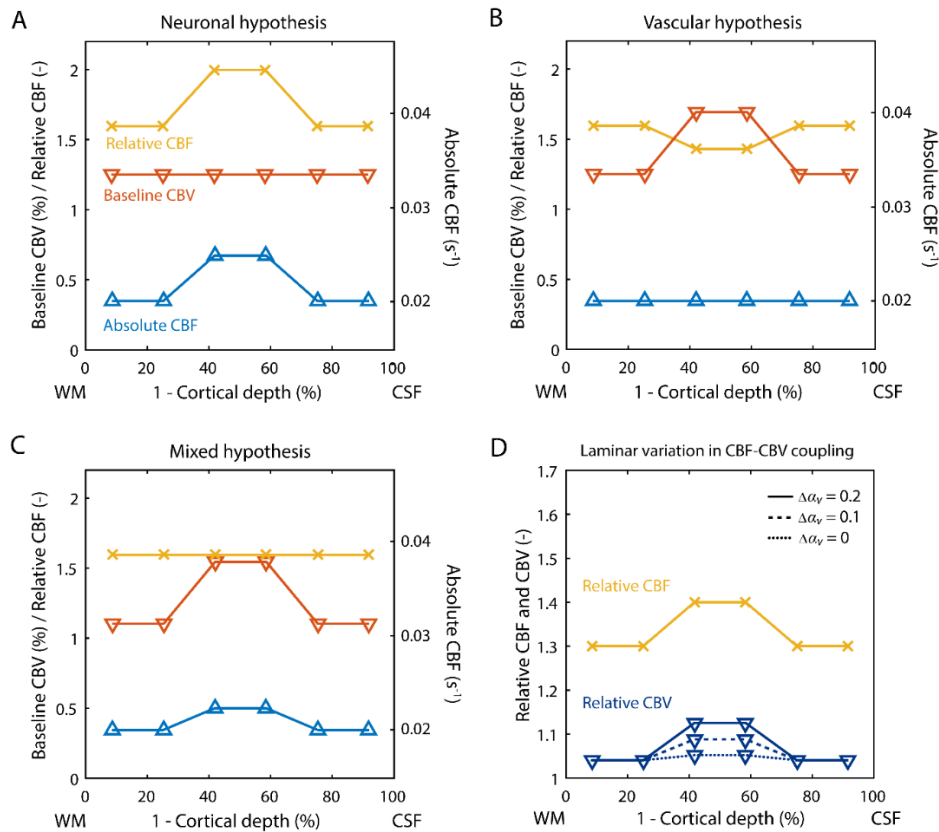 A
Neuronal hypothesis
Baseline CBV (%) / Relative CBF (-)
2
1.5
1
0.5
0
Relative CBF
Baseline CBV
Absolute CBF
0.04
0.03
0.02
Absolute CBF (s⁻¹)
0 20 40 60 80 100
WM 1 - Cortical depth (%) CSF
B
Vascular hypothesis
Baseline CBV (%) / Relative CBF (-)
2
1.5
1
0.5
0
0.04
0.03
0.02
Absolute CBF (s⁻¹)
0 20 40 60 80 100
WM 1 - Cortical depth (%) CSF
C
Mixed hypothesis
Baseline CBV (%) / Relative CBF (-)
2
1.5
1
0.5
0
0.04
0.03
0.02
Absolute CBF (s⁻¹)
0 20 40 60 80 100
WM 1 - Cortical depth (%) CSF
D
Laminar variation in CBF-CBV coupling
Relative CBF and CBV (-)
1.7
1.6
1.5
1.4
1.3
1.2
1.1
1
Δαᵥ = 0.2
Δαᵥ = 0.1
Δαᵥ = 0
Relative CBF
Relative CBV
0 20 40 60 80 100
WM 1 - Cortical depth (%) CSF